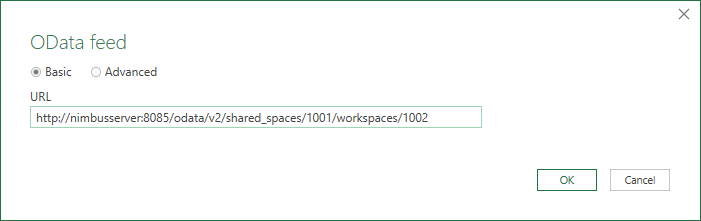 OData feed
Basic
Advanced
URL
http://nimbusserver:8085/odata/v2/shared_spaces/1001/workspaces/1002
OK
Cancel